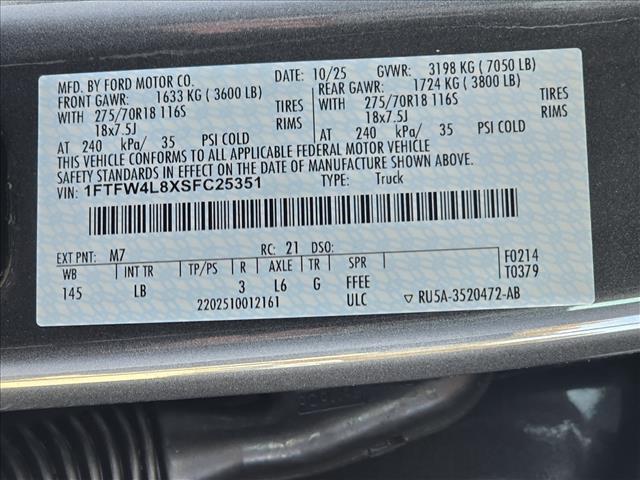 MFD. BY FORD MOTOR CO.
DATE: 10/25 GVWR: 3198 KG ( 7050 LB)
FRONT GAWR: 1633 KG ( 3600 LB)
WITH 275/70R18 116S TIRES
18x7.5J RIMS
AT 240 kPa/ 35 PSI COLD
REAR GAWR: 1724 KG ( 3800 LB)
WITH 275/70R18 116S TIRES
18x7.5J RIMS
AT 240 kPa/ 35 PSI COLD
THIS VEHICLE CONFORMS TO ALL APPLICABLE FEDERAL MOTOR VEHICLE
SAFETY STANDARDS IN EFFECT ON THE DATE OF MANUFACTURE SHOWN ABOVE.
VIN: 1FTFW4L8XSFC25351
EXT PNT: M7 RC: 21 DSO:
WB INT TR TP/PS R AXLE TR SPR
145 LB 3 L6 G FFEE
2202510012161 ULC
F0214
T0379
▽ RU5A-3520472-AB